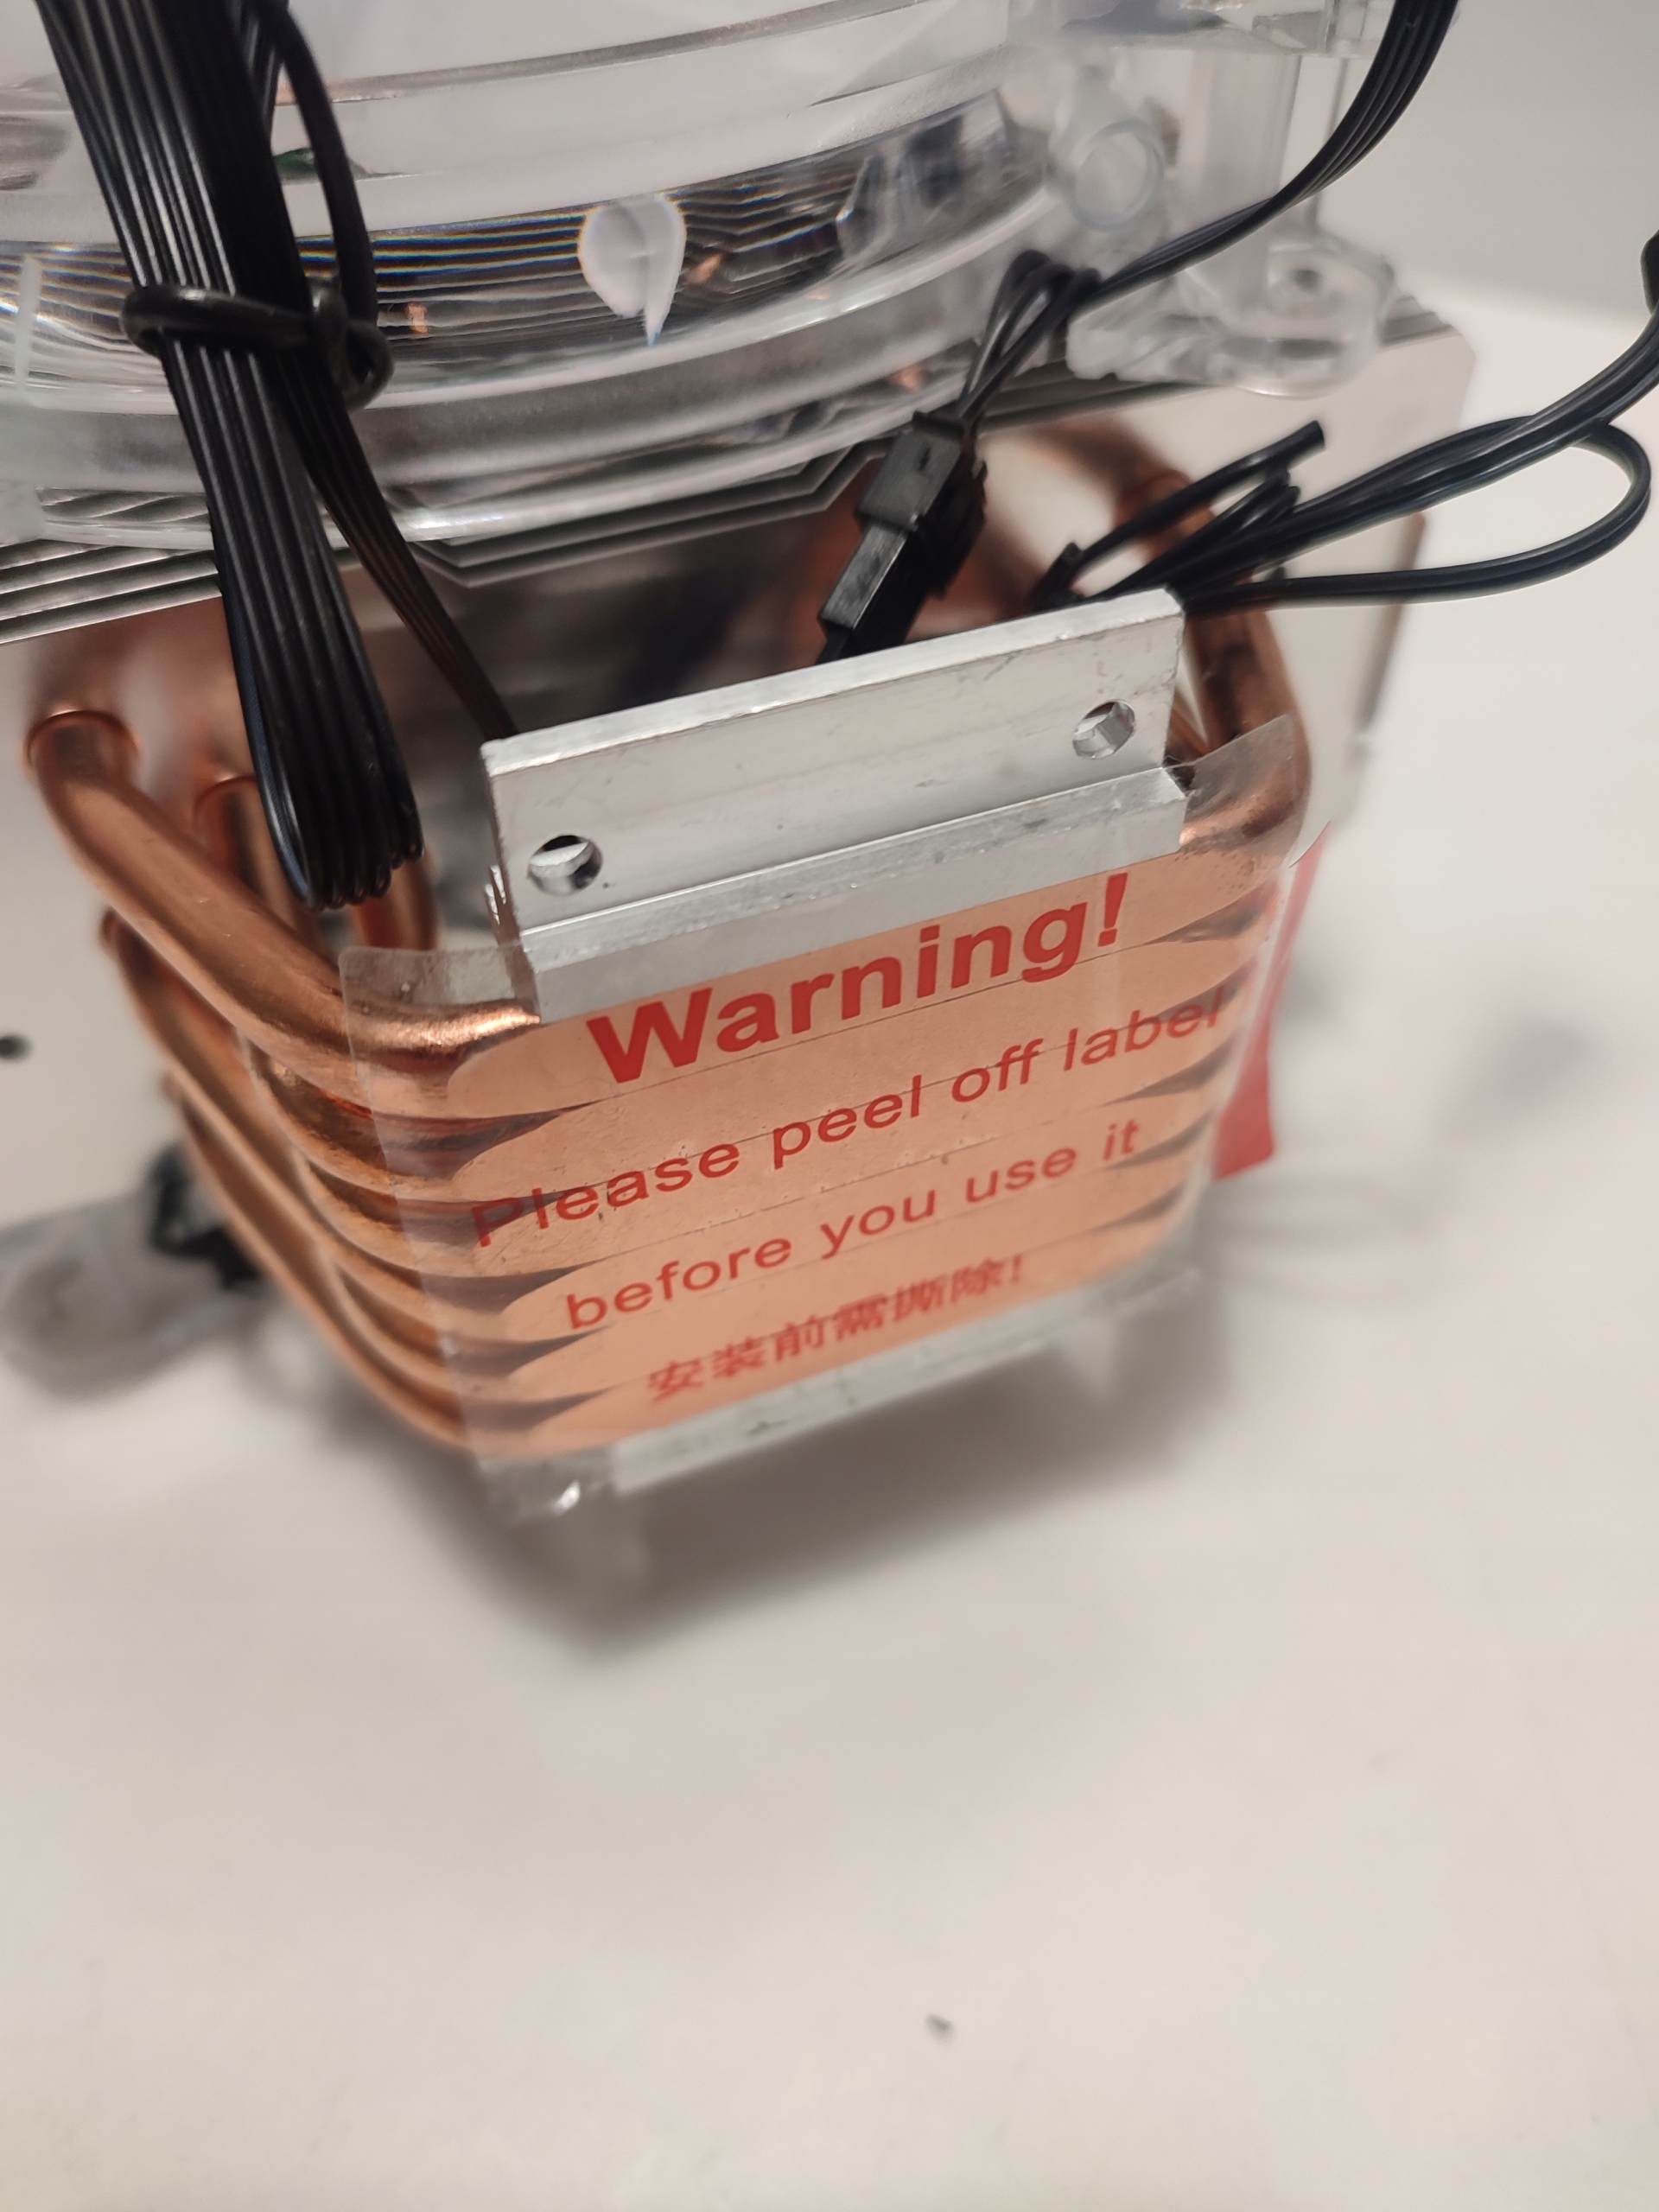 Warning!
Please peel off label
before you use it
安装前需撕除!